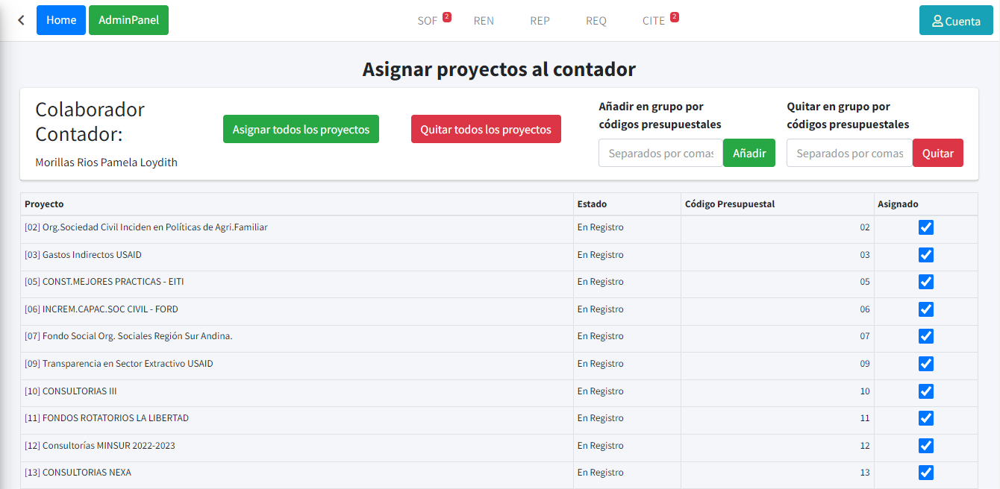 Home AdminPanel SOF 2 REN REP REQ CITE 2 Cuenta
Asignar proyectos al contador
Colaborador
Contador:
Morillas Rios Pamela Loydith
Asignar todos los proyectos
Quitar todos los proyectos
Añadir en grupo por
códigos presupuestales
Separados por comas Añadir
Quitar en grupo por
códigos presupuestales
Separados por comas Quitar
Proyecto Estado Código Presupuestal Asignado
[02] Org.Sociedad Civil Inciden en Políticas de Agri.Familiar En Registro 02
[03] Gastos Indirectos USAID En Registro 03
[05] CONST.MEJORES PRACTICAS - EITI En Registro 05
[06] INCREM.CAPAC.SOC CIVIL - FORD En Registro 06
[07] Fondo Social Org. Sociales Región Sur Andina. En Registro 07
[09] Transparencia en Sector Extractivo USAID En Registro 09
[10] CONSULTORIAS III En Registro 10
[11] FONDOS ROTATORIOS LA LIBERTAD En Registro 11
[12] Consultorías MINSUR 2022-2023 En Registro 12
[13] CONSULTORIAS NEXA En Registro 13